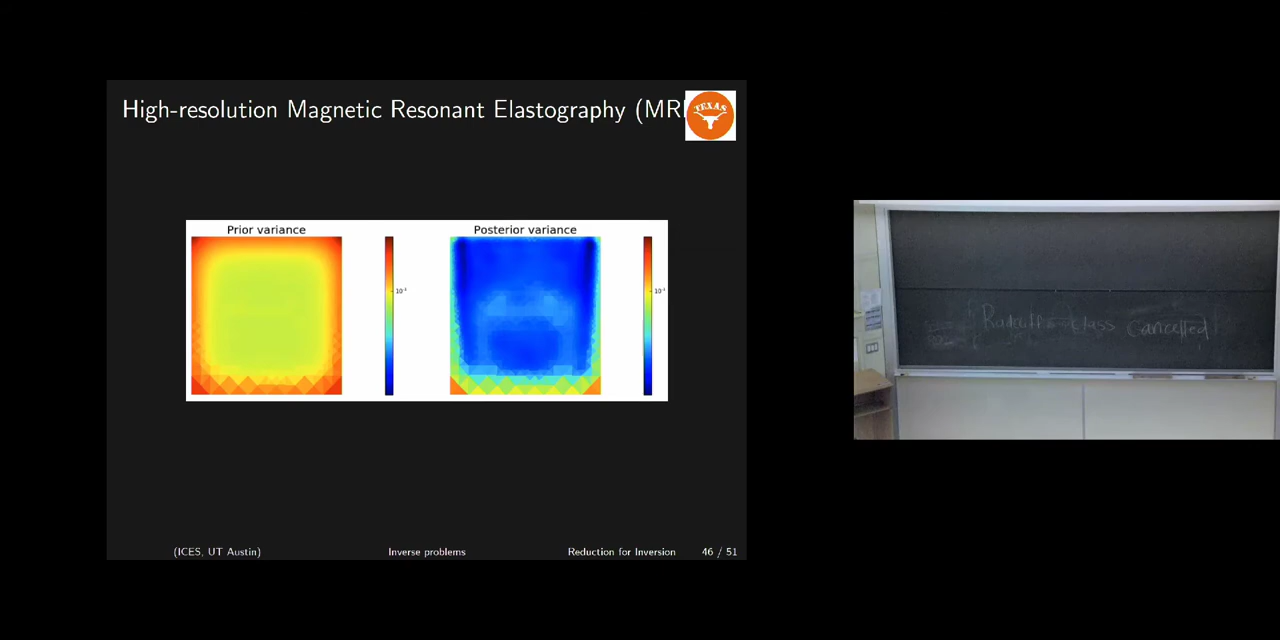 High-resolution Magnetic Resonant Elastography (MR
TEXAS
Prior variance
Posterior variance
(ICES, UT Austin)
Inverse problems
Reduction for Inversion
46 / 51
class Cancelled